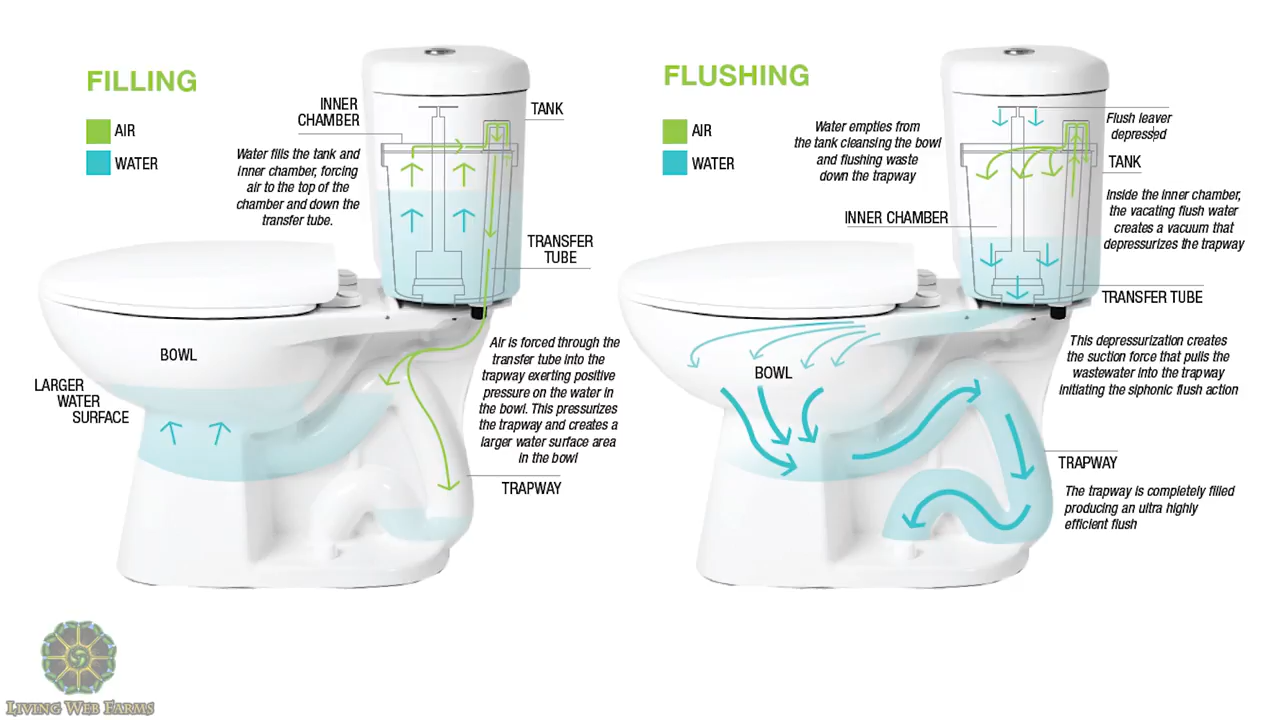 FILLING
AIR
WATER
INNER
CHAMBER
TANK
Water fills the tank and
inner chamber, forcing
air to the top of the
chamber and down the
transfer tube.
TRANSFER
TUBE
BOWL
LARGER
WATER
SURFACE
Air is forced through the
transfer tube into the
trapway exerting positive
pressure on the water in
the bowl. This pressurizes
the trapway and creates a
larger water surface area
in the bowl
TRAPWAY
FLUSHING
AIR
WATER
Water empties from
the tank cleansing the bowl
and flushing waste
down the trapway
Flush leaver
depressed
TANK
INNER CHAMBER
Inside the inner chamber,
the vacating flush water
creates a vacuum that
depressurizes the trapway
TRANSFER TUBE
This depressurization creates
the suction force that pulls the
wastewater into the trapway
initiating the siphonic flush action
BOWL
TRAPWAY
The trapway is completely filled
producing an ultra highly
efficient flush
LIVING WEB FARMS